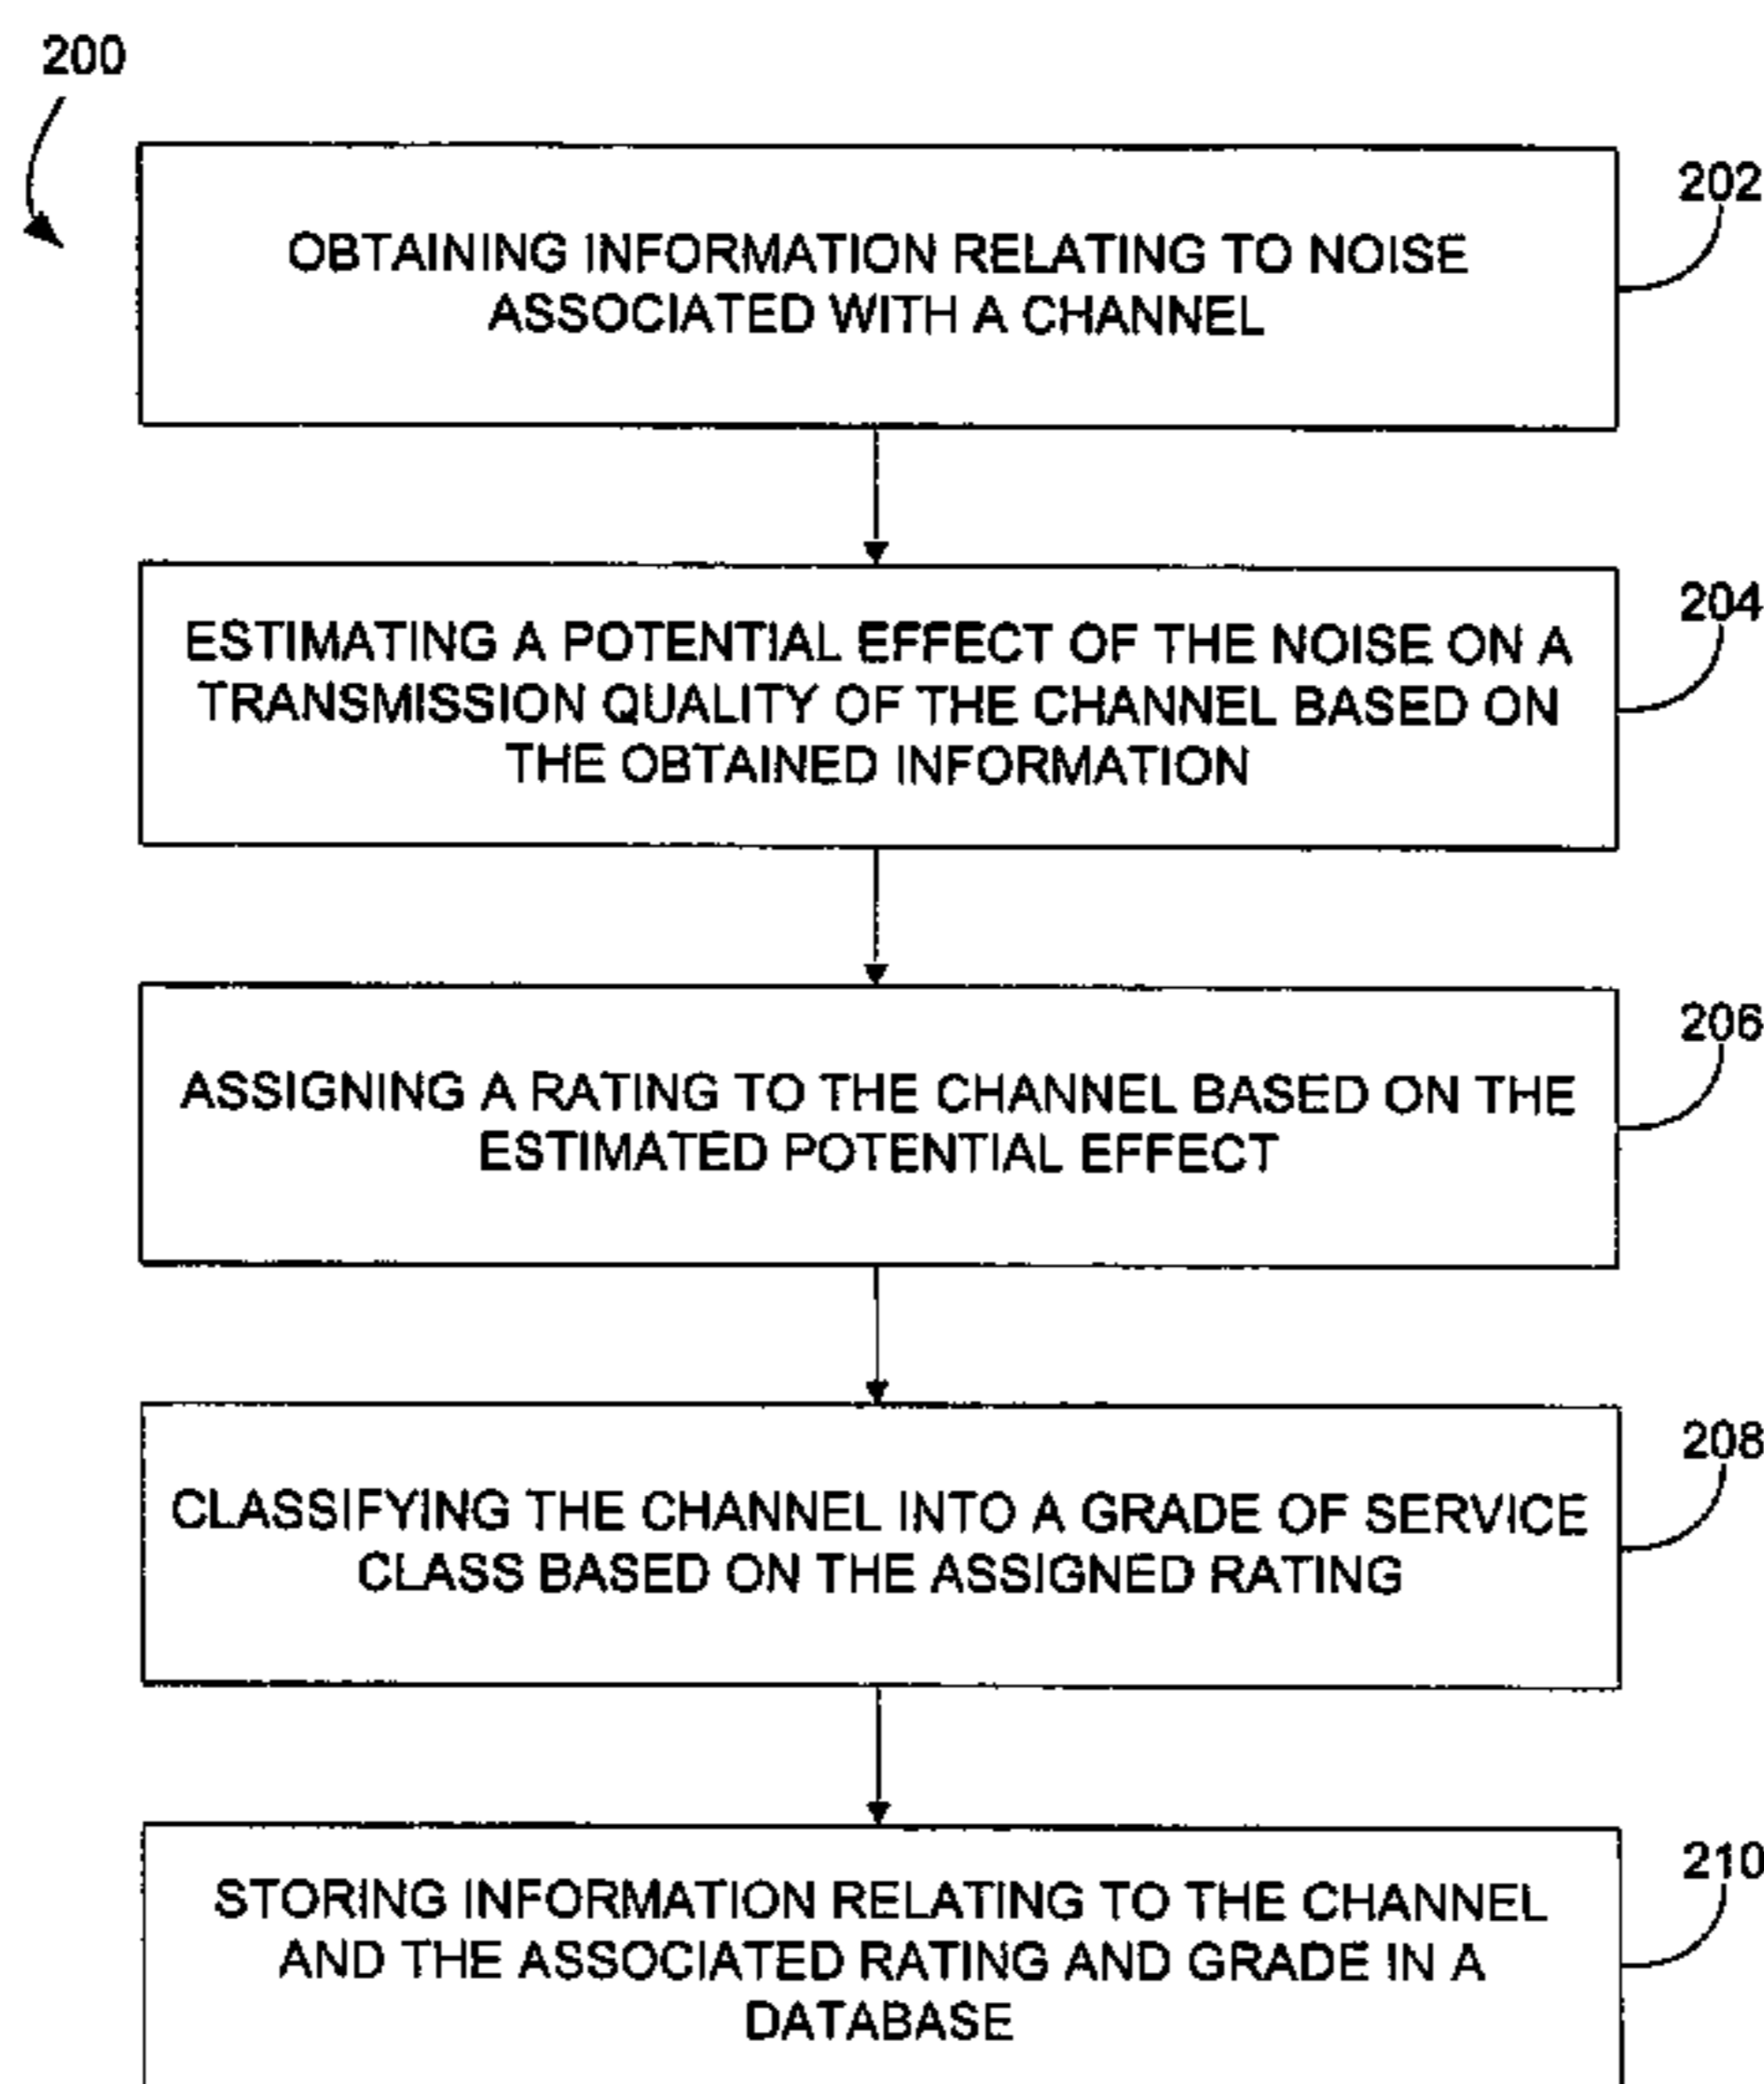 200
202
OBTAINING INFORMATION RELATING TO NOISE
ASSOCIATED WITH A CHANNEL
204
ESTIMATING A POTENTIAL EFFECT OF THE NOISE ON A
TRANSMISSION QUALITY OF THE CHANNEL BASED ON
THE OBTAINED INFORMATION
206
ASSIGNING A RATING TO THE CHANNEL BASED ON THE
ESTIMATED POTENTIAL EFFECT
208
CLASSIFYING THE CHANNEL INTO A GRADE OF SERVICE
CLASS BASED ON THE ASSIGNED RATING
210
STORING INFORMATION RELATING TO THE CHANNEL
AND THE ASSOCIATED RATING AND GRADE IN A
DATABASE